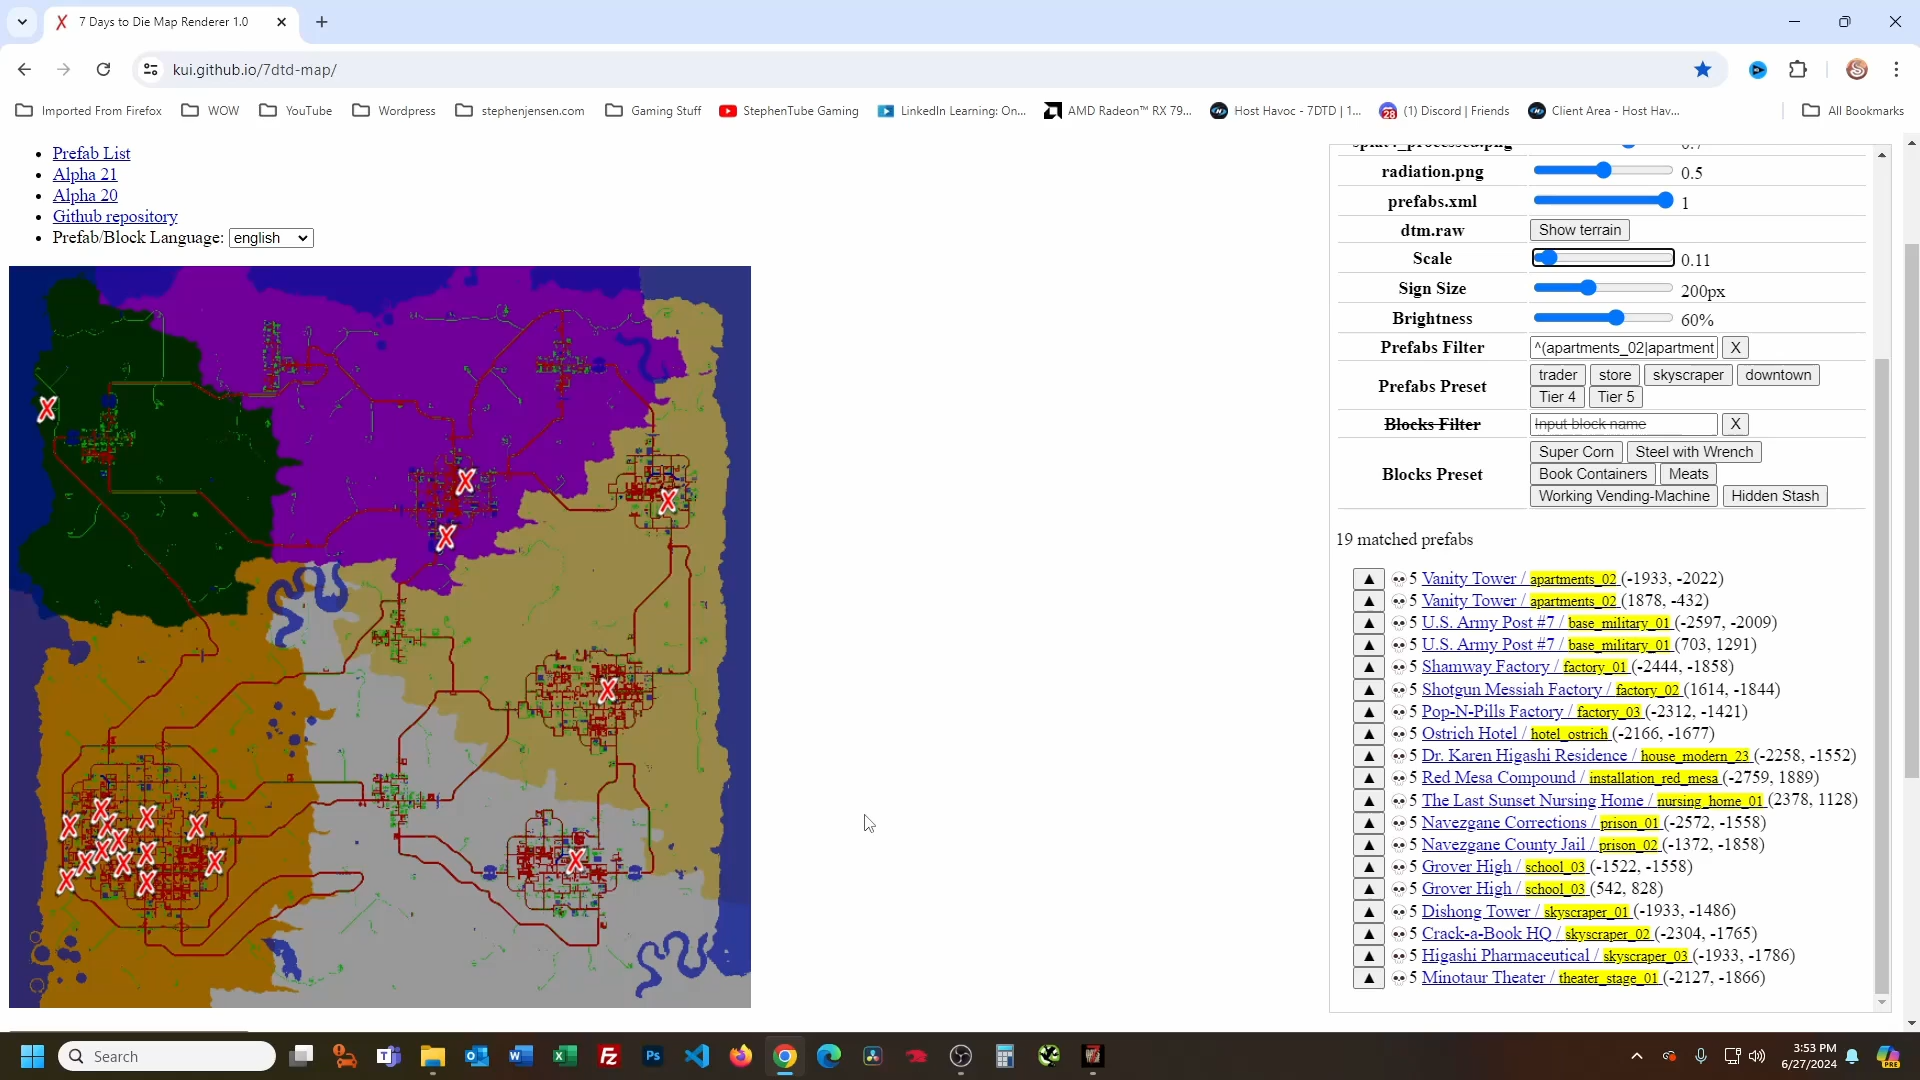 7 Days to Die Map Renderer 1.0
kui.github.io/7dtd-map/
Imported From Firefox WOW YouTube Wordpress stephenjensen.com Gaming Stuff StephenTube Gaming LinkedIn Learning: On... AMD Radeon™ RX 79... Host Havoc - 7DTD | 1... (1) Discord | Friends Client Area - Host Hav... All Bookmarks
Prefab List
Alpha 21
Alpha 20
Github repository
Prefab/Block Language: english
radiation.png 0.5
prefabs.xml 1
dtm.raw Show terrain
Scale 0.11
Sign Size 200px
Brightness 60%
Prefabs Filter ^(apartments_02|apartment X
Prefabs Preset trader store skyscraper downtown
Tier 4 Tier 5
Blocks Filter Input block name X
Blocks Preset Super Corn Steel with Wrench
Book Containers Meats
Working Vending-Machine Hidden Stash
19 matched prefabs
▲ 5 Vanity Tower / apartments_02 (-1933, -2022)
▲ 5 Vanity Tower / apartments_02 (1878, -432)
▲ 5 U.S. Army Post #7 / base_military_01 (-2597, -2009)
▲ 5 U.S. Army Post #7 / base_military_01 (703, 1291)
▲ 5 Shamway Factory / factory_01 (-2444, -1858)
▲ 5 Shotgun Messiah Factory / factory_02 (1614, -1844)
▲ 5 Pop-N-Pills Factory / factory_03 (-2312, -1421)
▲ 5 Ostrich Hotel / hotel_ostrich (-2166, -1677)
▲ 5 Dr. Karen Higashi Residence / house_modern_23 (-2258, -1552)
▲ 5 Red Mesa Compound / installation_red_mesa (-2759, 1889)
▲ 5 The Last Sunset Nursing Home / nursing_home_01 (2378, 1128)
▲ 5 Navezgane Corrections / prison_01 (-2572, -1558)
▲ 5 Navezgane County Jail / prison_02 (-1372, -1858)
▲ 5 Grover High / school_03 (-1522, -1558)
▲ 5 Grover High / school_03 (542, 828)
▲ 5 Dishong Tower / skyscraper_01 (-1933, -1486)
▲ 5 Crack-a-Book HQ / skyscraper_02 (-2304, -1765)
▲ 5 Higashi Pharmaceutical / skyscraper_03 (-1933, -1786)
▲ 5 Minotaur Theater / theater_stage_01 (-2127, -1866)
Search
3:53 PM
6/27/2024